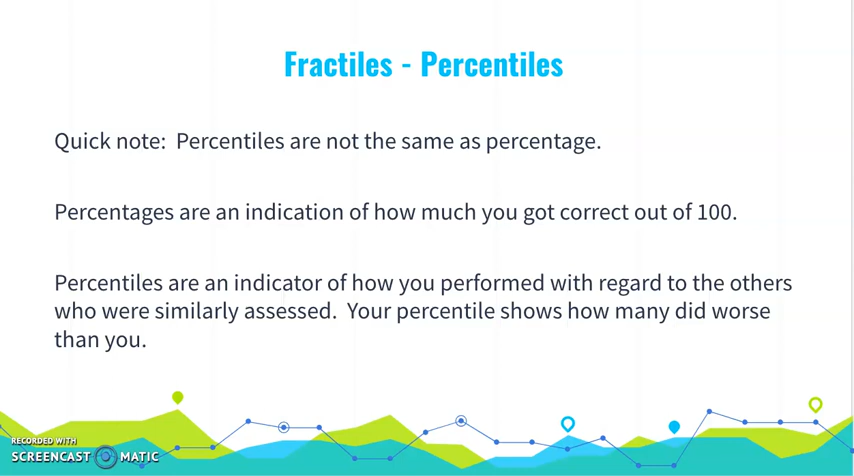 Fractiles - Percentiles
Quick note:  Percentiles are not the same as percentage.
Percentages are an indication of how much you got correct out of 100.
Percentiles are an indicator of how you performed with regard to the others
who were similarly assessed.  Your percentile shows how many did worse
than you.
RECORDED WITH
SCREENCAST MATIC